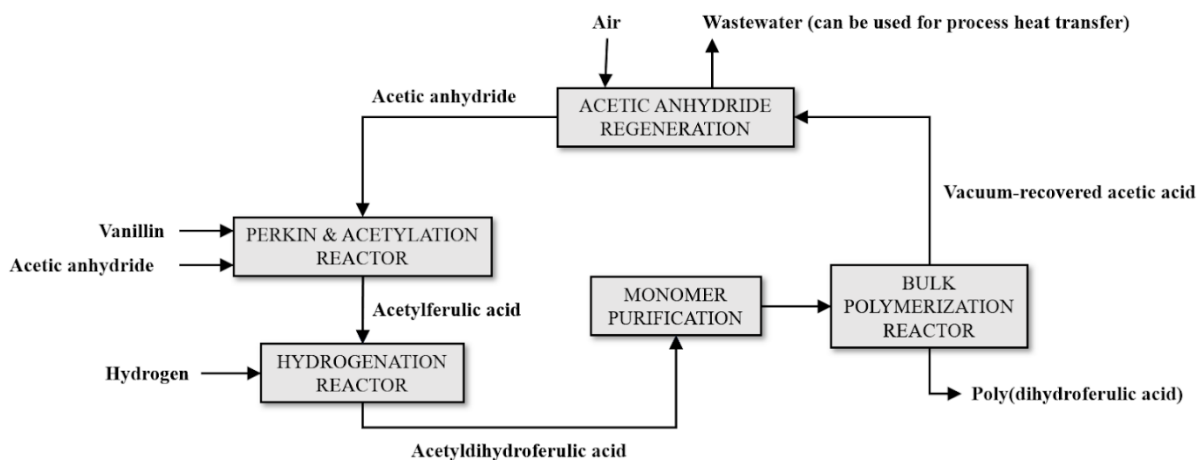 Air
Wastewater (can be used for process heat transfer)
Acetic anhydride
ACETIC ANHYDRIDE
REGENERATION
Vacuum-recovered acetic acid
Vanillin
Acetic anhydride
PERKIN & ACETYLATION
REACTOR
MONOMER
PURIFICATION
BULK
POLYMERIZATION
REACTOR
Acetylferulic acid
Hydrogen
HYDROGENATION
REACTOR
Poly(dihydroferulic acid)
Acetyldihydroferulic acid